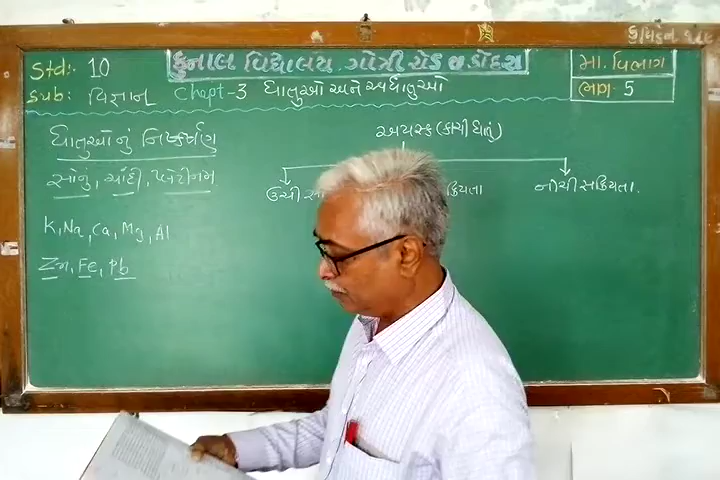 Std:- 10
કુનાલ વિદ્યાલય ગોત્રી રોડ વડોદરા
મા. વિભાગ
Sub: વિજ્ઞાન Chapt-3 ધાતુઓ અને અધાતુઓ
ભાગ- 5
ધાતુઓનું નિષ્કર્ષણ
અયસ્ક (કાચી ધાતુ)
સોનું, ચાંદી, પ્લેટીનમ
ઉંચી
નીચી સક્રિયતા.
K, Na, Ca, Mg, Al
Zn, Fe, Pb